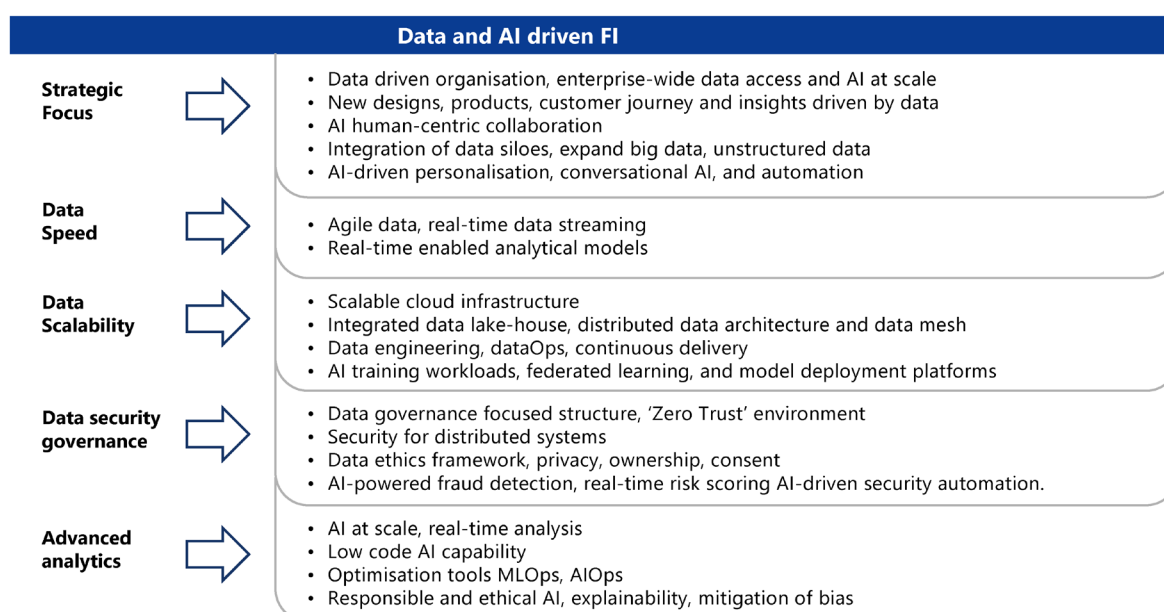 Data and AI driven FI
Strategic
Focus
• Data driven organisation, enterprise-wide data access and AI at scale
• New designs, products, customer journey and insights driven by data
• AI human-centric collaboration
• Integration of data siloes, expand big data, unstructured data
• AI-driven personalisation, conversational AI, and automation
Data
Speed
• Agile data, real-time data streaming
• Real-time enabled analytical models
Data
Scalability
• Scalable cloud infrastructure
• Integrated data lake-house, distributed data architecture and data mesh
• Data engineering, dataOps, continuous delivery
• AI training workloads, federated learning, and model deployment platforms
Data security
governance
• Data governance focused structure, ‘Zero Trust’ environment
• Security for distributed systems
• Data ethics framework, privacy, ownership, consent
• AI-powered fraud detection, real-time risk scoring AI-driven security automation.
Advanced
analytics
• AI at scale, real-time analysis
• Low code AI capability
• Optimisation tools MLOps, AIOps
• Responsible and ethical AI, explainability, mitigation of bias